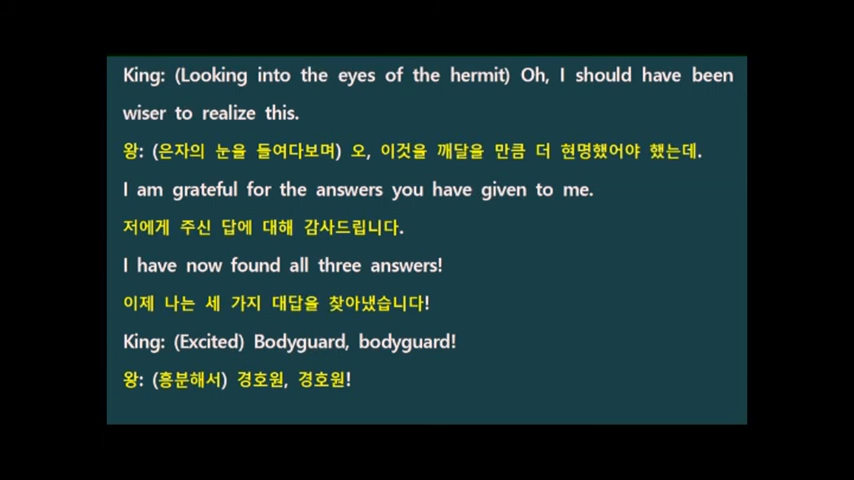 King: (Looking into the eyes of the hermit) Oh, I should have been
wiser to realize this.
왕: (은자의 눈을 들여다보며) 오, 이것을 깨달을 만큼 더 현명했어야 했는데.
I am grateful for the answers you have given to me.
저에게 주신 답에 대해 감사드립니다.
I have now found all three answers!
이제 나는 세 가지 대답을 찾아냈습니다!
King: (Excited) Bodyguard, bodyguard!
왕: (흥분해서) 경호원, 경호원!